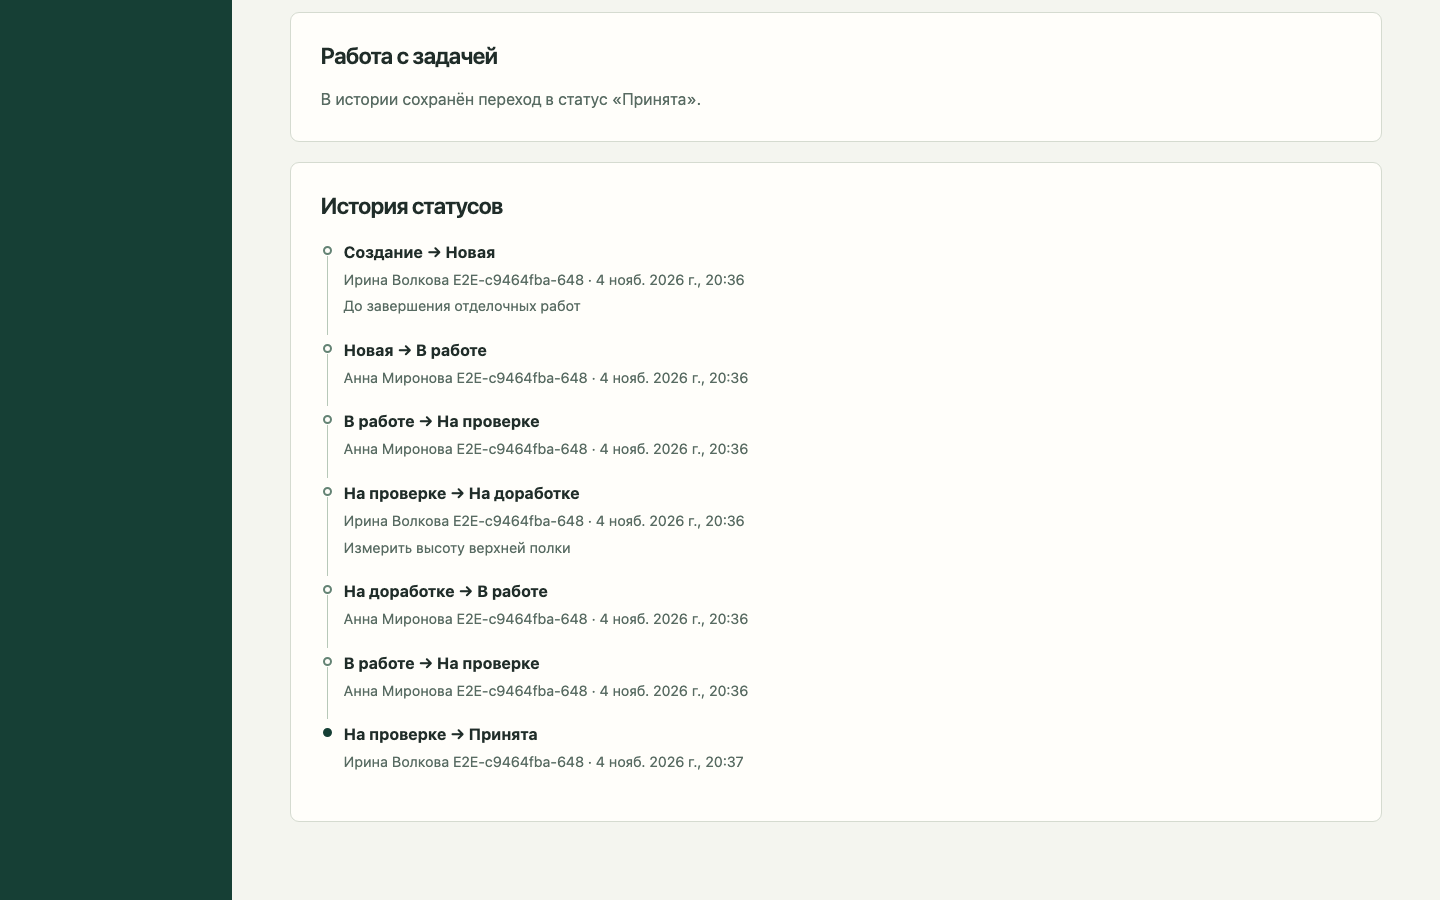 Работа с задачей
В истории сохранён переход в статус «Принята».
История статусов
Создание → Новая
Ирина Волкова E2E-c9464fba-648 · 4 нояб. 2026 г., 20:36
До завершения отделочных работ
Новая → В работе
Анна Миронова E2E-c9464fba-648 · 4 нояб. 2026 г., 20:36
В работе → На проверке
Анна Миронова E2E-c9464fba-648 · 4 нояб. 2026 г., 20:36
На проверке → На доработке
Ирина Волкова E2E-c9464fba-648 · 4 нояб. 2026 г., 20:36
Измерить высоту верхней полки
На доработке → В работе
Анна Миронова E2E-c9464fba-648 · 4 нояб. 2026 г., 20:36
В работе → На проверке
Анна Миронова E2E-c9464fba-648 · 4 нояб. 2026 г., 20:36
На проверке → Принята
Ирина Волкова E2E-c9464fba-648 · 4 нояб. 2026 г., 20:37